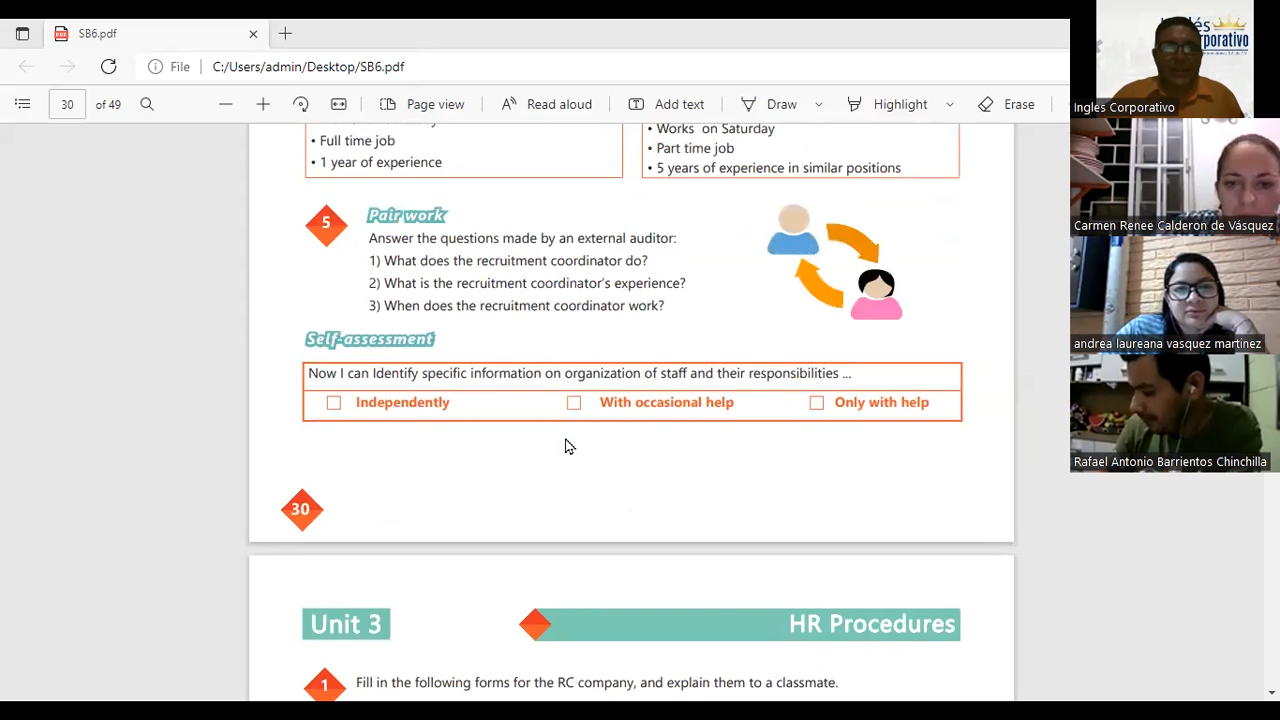 SB6.pdf
File
C:/Users/admin/Desktop/SB6.pdf
30
of 49
Page view
Read aloud
Add text
Draw
Highlight
Erase
• Full time job
• 1 year of experience
• Works on Saturday
• Part time job
• 5 years of experience in similar positions
5
Pair work
Answer the questions made by an external auditor:
1) What does the recruitment coordinator do?
2) What is the recruitment coordinator's experience?
3) When does the recruitment coordinator work?
Self-assessment
Now I can Identify specific information on organization of staff and their responsibilities ...
Independently
With occasional help
Only with help
30
Unit 3
HR Procedures
1
Fill in the following forms for the RC company, and explain them to a classmate.
Ingles Corporativo
Carmen Renee Calderon de Vásquez
andrea laureana vasquez martinez
Rafael Antonio Barrientos Chinchilla